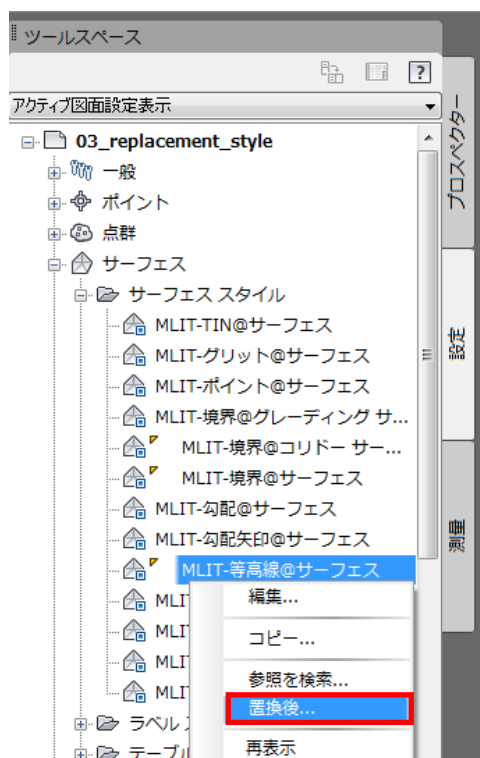 ツールスペース
?
アクティブ図面設定表示
03_replacement_style
一般
ポイント
点群
サーフェス
サーフェス スタイル
MLIT-TIN@サーフェス
MLIT-グリット@サーフェス
MLIT-ポイント@サーフェス
MLIT-境界@グレーディング サ...
MLIT-境界@コリドー サー...
MLIT-境界@サーフェス
MLIT-勾配@サーフェス
MLIT-勾配矢印@サーフェス
MLIT-等高線@サーフェス
MLI
MLI
MLI
MLI
ラベル
テーブル
編集...
コピー...
参照を検索...
置換後...
再表示
プロスペクター
設定
測量